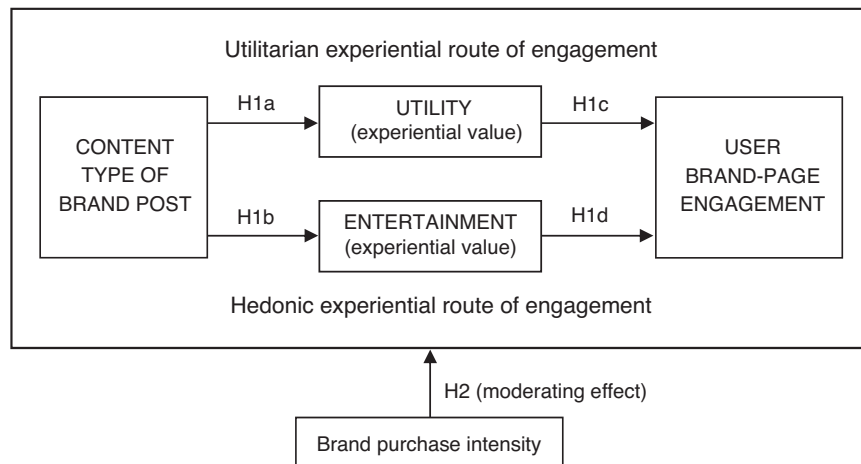 Utilitarian experiential route of engagement
H1a
UTILITY
(experiential value)
H1c
CONTENT
TYPE OF
BRAND POST
USER
BRAND-PAGE
ENGAGEMENT
H1b
ENTERTAINMENT
(experiential value)
H1d
Hedonic experiential route of engagement
H2 (moderating effect)
Brand purchase intensity